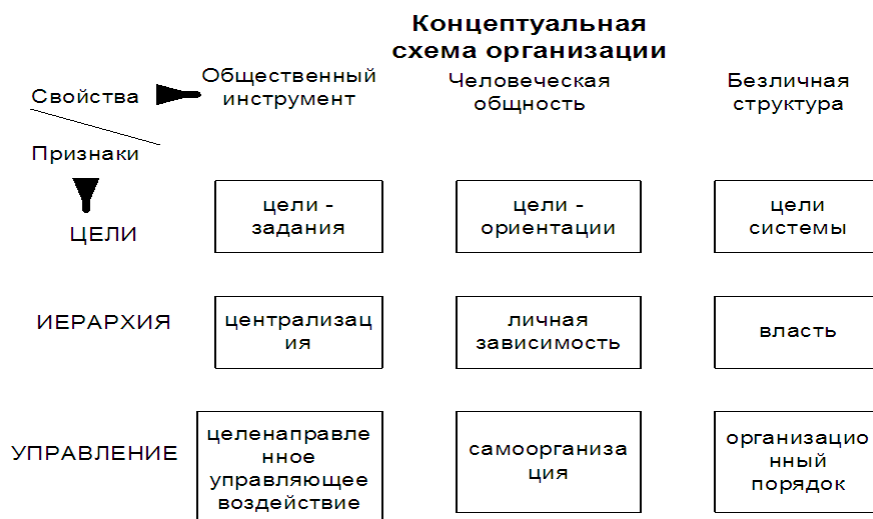 Концептуальная
схема организации
Свойства
Общественный
инструмент
Человеческая
общность
Безличная
структура
Признаки
ЦЕЛИ
цели -
задания
цели -
ориентации
цели
системы
ИЕРАРХИЯ
централизац
ия
личная
зависимость
власть
УПРАВЛЕНИЕ
целенаправле
нное
управляющее
воздействие
самоорганиза
ция
организацио
нный
порядок